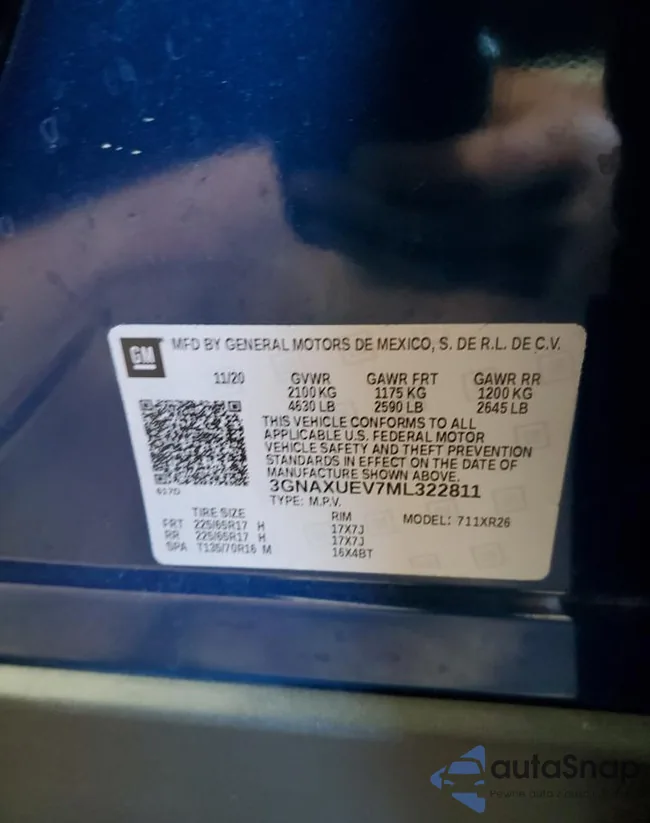 GM
MFD BY GENERAL MOTORS DE MEXICO, S. DE R.L. DE C.V.
11/20 GVWR GAWR FRT GAWR RR
2100 KG 1175 KG 1200 KG
4630 LB 2590 LB 2645 LB
THIS VEHICLE CONFORMS TO ALL
APPLICABLE U.S. FEDERAL MOTOR
VEHICLE SAFETY AND THEFT PREVENTION
STANDARDS IN EFFECT ON THE DATE OF
MANUFACTURE SHOWN ABOVE.
3GNAXUEV7ML322811
TYPE: M.P.V.
TIRE SIZE RIM MODEL: 711XR26
FRT 225/65R17 H 17X7J
RR 225/65R17 H 17X7J
SPA T135/70R16 M 16X4BT
autaSnap
Pewne auta z